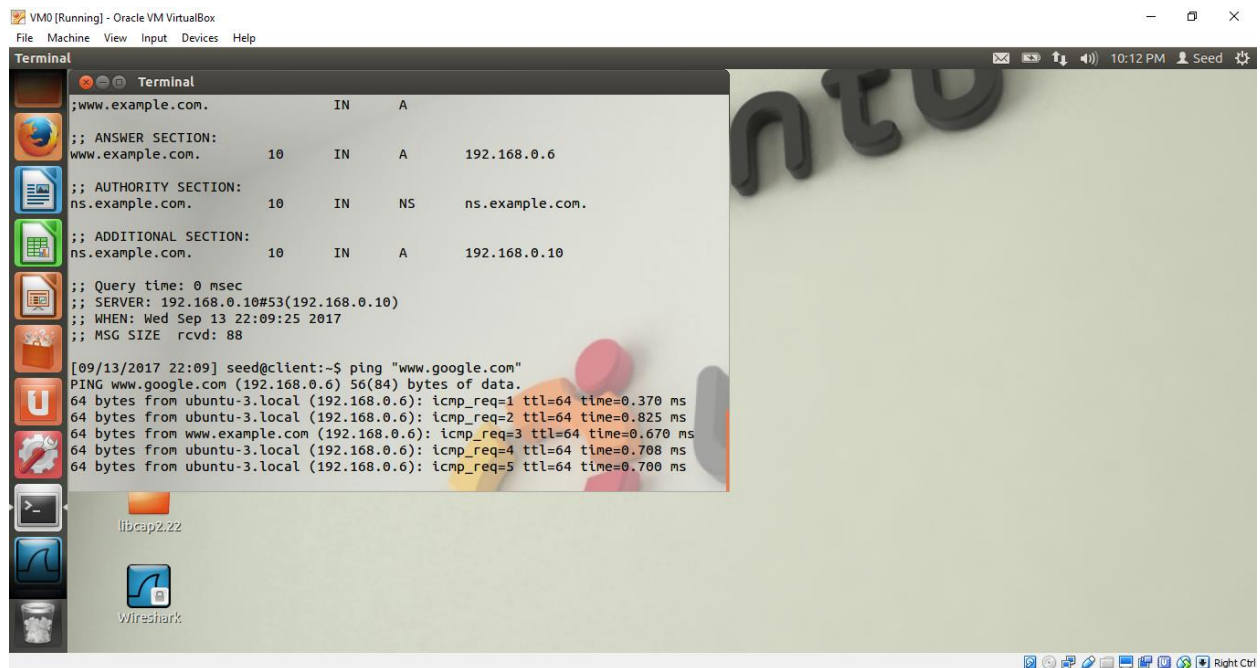 VM0 [Running] - Oracle VM VirtualBox
File Machine View Input Devices Help
Terminal 10:12 PM Seed
Terminal
;www.example.com. IN A
;; ANSWER SECTION:
www.example.com. 10 IN A 192.168.0.6
;; AUTHORITY SECTION:
ns.example.com. 10 IN NS ns.example.com.
;; ADDITIONAL SECTION:
ns.example.com. 10 IN A 192.168.0.10
;; Query time: 0 msec
;; SERVER: 192.168.0.10#53(192.168.0.10)
;; WHEN: Wed Sep 13 22:09:25 2017
;; MSG SIZE rcvd: 88
[09/13/2017 22:09] seed@client:~$ ping "www.google.com"
PING www.google.com (192.168.0.6) 56(84) bytes of data.
64 bytes from ubuntu-3.local (192.168.0.6): icmp_req=1 ttl=64 time=0.370 ms
64 bytes from ubuntu-3.local (192.168.0.6): icmp_req=2 ttl=64 time=0.825 ms
64 bytes from www.example.com (192.168.0.6): icmp_req=3 ttl=64 time=0.670 ms
64 bytes from ubuntu-3.local (192.168.0.6): icmp_req=4 ttl=64 time=0.708 ms
64 bytes from ubuntu-3.local (192.168.0.6): icmp_req=5 ttl=64 time=0.700 ms
ntu
libcap2.22
Wireshark
Right Ctrl